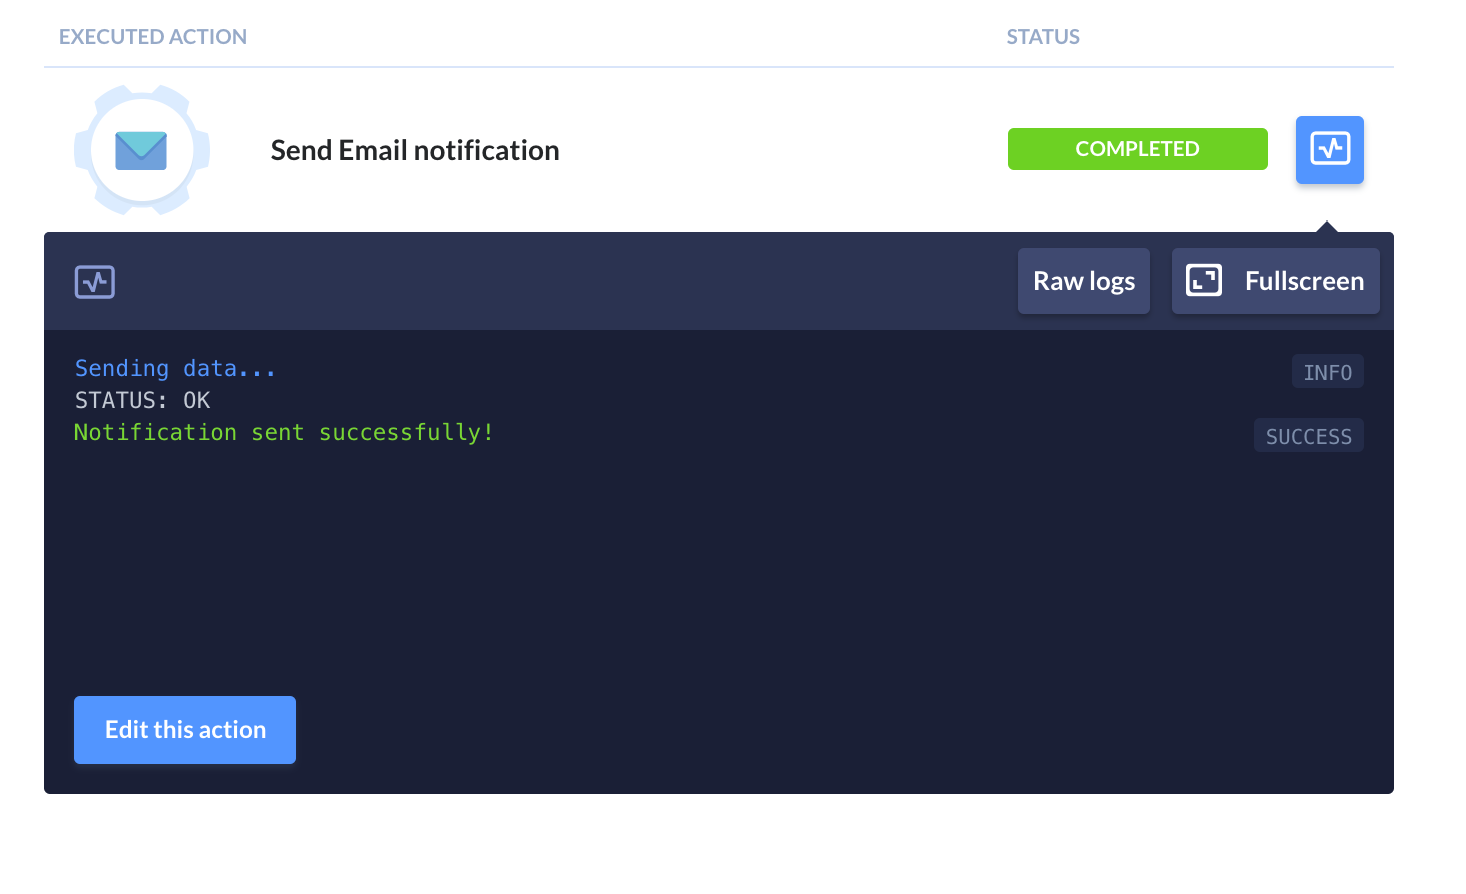 EXECUTED ACTION STATUS
Send Email notification COMPLETED
Raw logs Fullscreen
Sending data... INFO
STATUS: OK
Notification sent successfully! SUCCESS
Edit this action